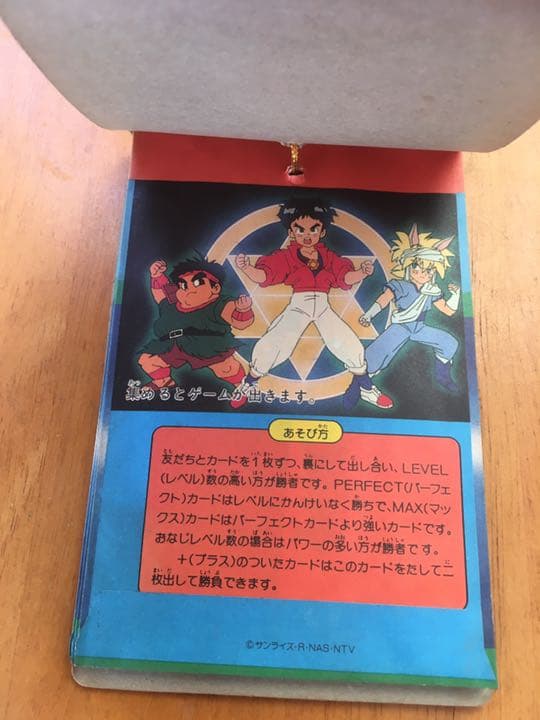 集めるとゲームが出きます。
あそび方
友だちとカードを1枚ずつ、裏にして出し合い、LEVEL
(レベル)数の高い方が勝者です。PERFECT(パーフェ
クト)カードはレベルにかんけいなく勝ちで、MAX(マッ
クス)カードはパーフェクトカードより強いカードです。
おなじレベル数の場合はパワーの多い方が勝者です。
+(プラス)のついたカードはこのカードをたして二
枚出して勝負できます。
©サンライズ・R・NAS・NTV